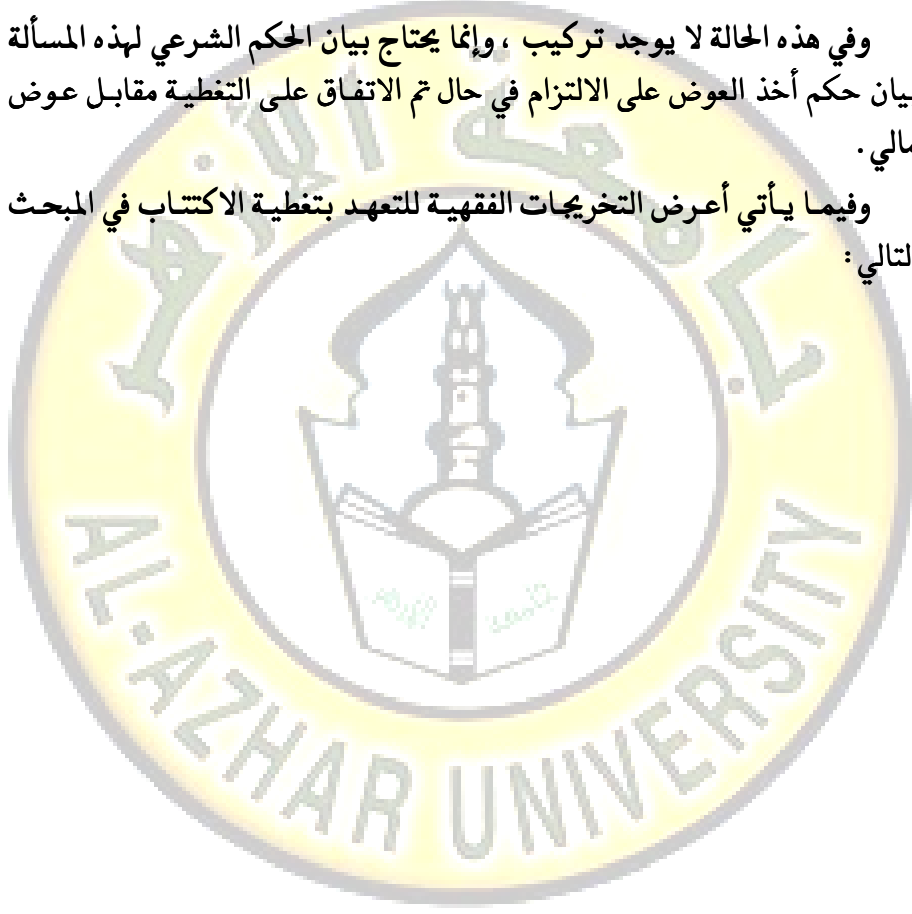 وفي هذه الحالة لا يوجد تركيب ، وإنما يحتاج بيان الحكم الشرعي لهذه المسألة
بيان حكم أخذ العوض على الالتزام في حال تم الاتفاق على التغطية مقابل عوض
مالي .
وفيما يأتي أعرض التخريجات الفقهية للتعهد بتغطية الاكتتاب في المبحث
التالي :
جامعة الأزهر
AL-AZHAR UNIVERSITY